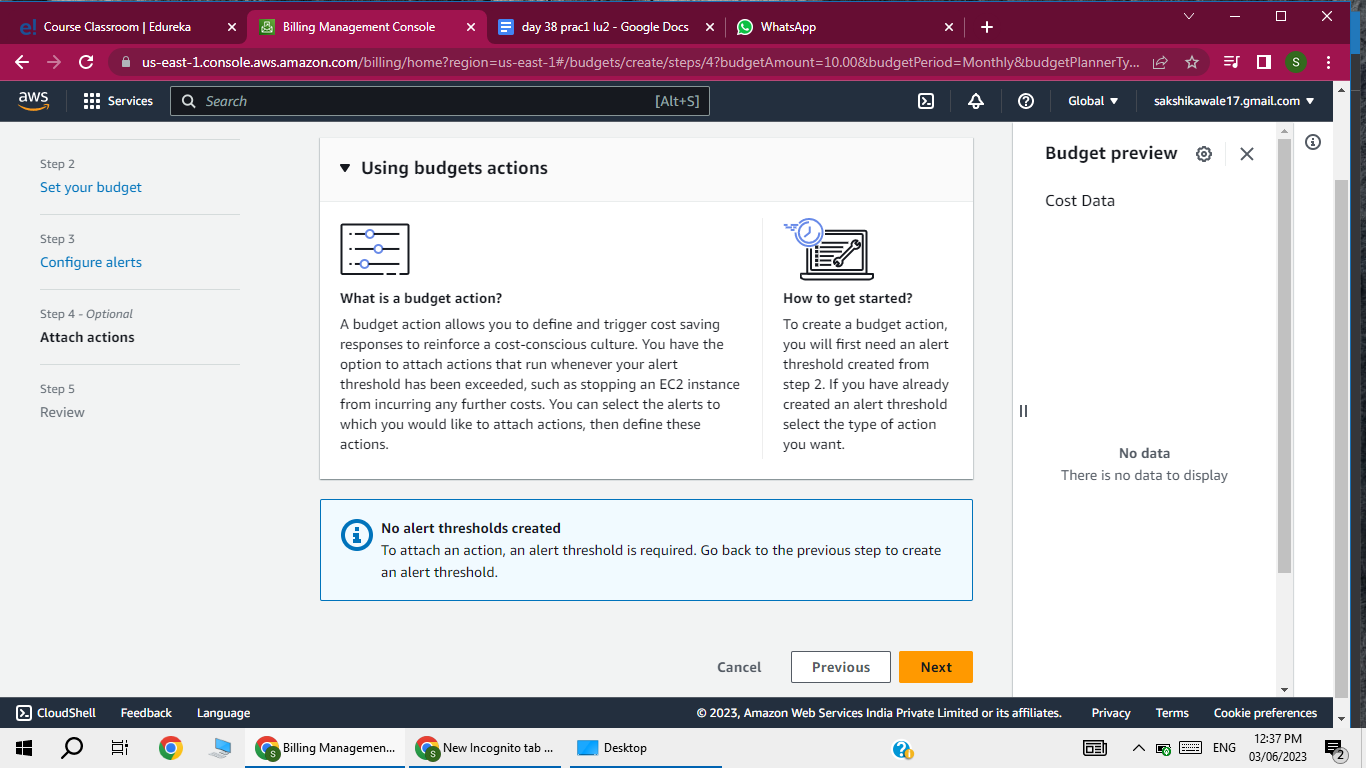 Course Classroom | Edureka
Billing Management Console
day 38 prac1 lu2 - Google Docs
WhatsApp
us-east-1.console.aws.amazon.com/billing/home?region=us-east-1#/budgets/create/steps/4?budgetAmount=10.00&budgetPeriod=Monthly&budgetPlannerTy...
S
aws
Services
Search
[Alt+S]
Global
sakshikawale17.gmail.com
Step 2
Set your budget
Step 3
Configure alerts
Step 4 - Optional
Attach actions
Step 5
Review
Using budgets actions
What is a budget action?
A budget action allows you to define and trigger cost saving
responses to reinforce a cost-conscious culture. You have the
option to attach actions that run whenever your alert
threshold has been exceeded, such as stopping an EC2 instance
from incurring any further costs. You can select the alerts to
which you would like to attach actions, then define these
actions.
How to get started?
To create a budget action,
you will first need an alert
threshold created from
step 2. If you have already
created an alert threshold
select the type of action
you want.
No alert thresholds created
To attach an action, an alert threshold is required. Go back to the previous step to create
an alert threshold.
Cancel
Previous
Next
Budget preview
Cost Data
No data
There is no data to display
CloudShell
Feedback
Language
© 2023, Amazon Web Services India Private Limited or its affiliates.
Privacy
Terms
Cookie preferences
Billing Managemen...
New Incognito tab ...
Desktop
ENG
12:37 PM
03/06/2023
2